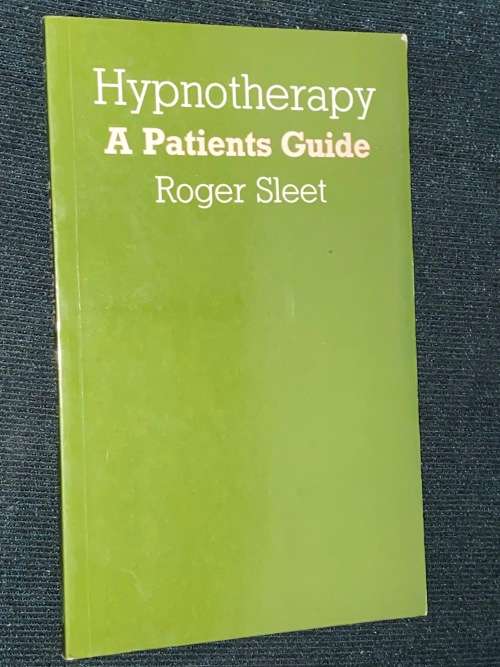 Hypnotherapy
A Patients Guide
Roger Sleet